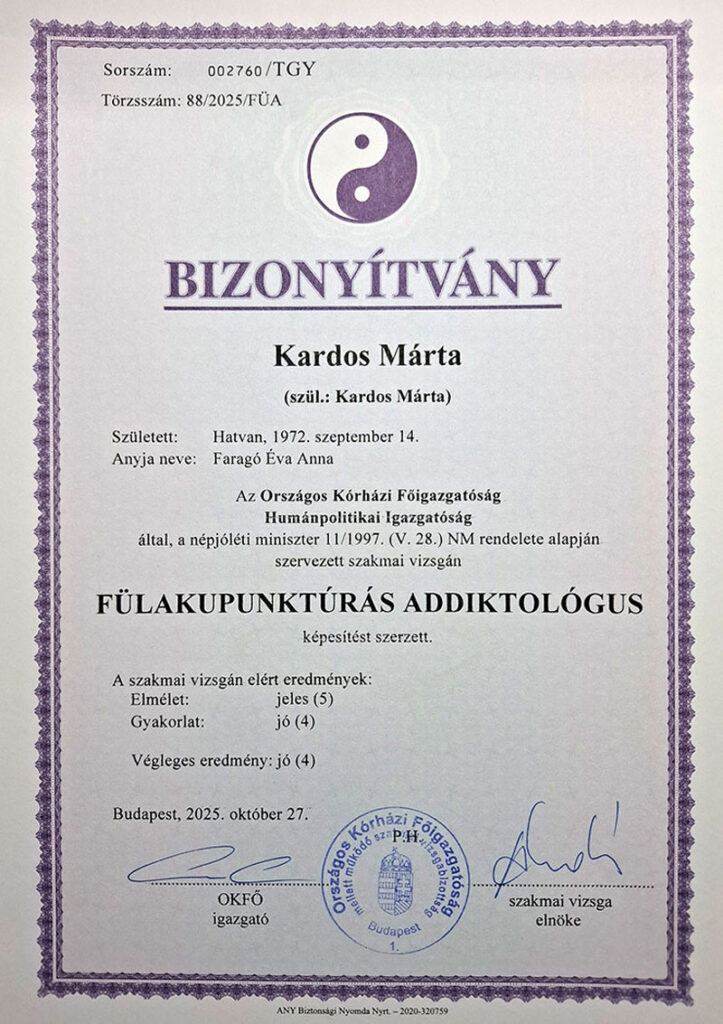 Sorszám: 002760/TGY
Törzsszám: 88/2025/FÜA
BIZONYÍTVÁNY
Kardos Márta
(szül.: Kardos Márta)
Született: Hatvan, 1972. szeptember 14.
Anyja neve: Faragó Éva Anna
Az Országos Kórházi Főigazgatóság
Humánpolitikai Igazgatóság
által, a népjóléti miniszter 11/1997. (V. 28.) NM rendelete alapján
szervezett szakmai vizsgán
FÜLAKUPUNKTÚRÁS ADDIKTOLÓGUS
képesítést szerzett.
A szakmai vizsgán elért eredmények:
Elmélet: jeles (5)
Gyakorlat: jó (4)
Végleges eredmény: jó (4)
Budapest, 2025. október 27.
P.H.
Országos Kórházi Főigazgatóság
mellett működő vizsgabizottság
Budapest
1.
OKFŐ
igazgató
szakmai vizsga
elnöke
ANY Biztonsági Nyomda Nyrt. – 2020-320759